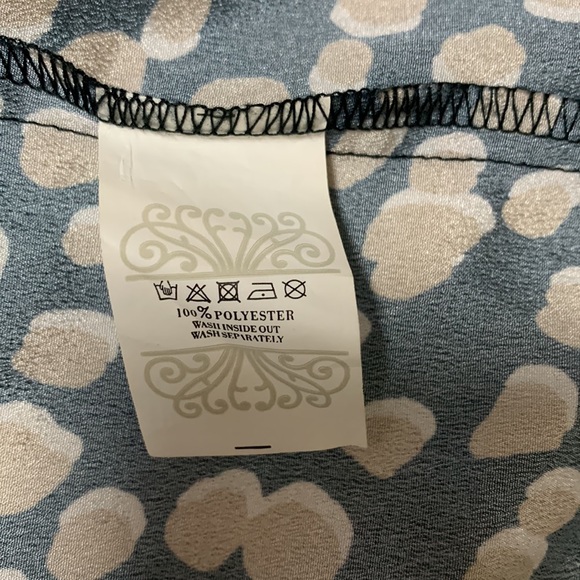 100% POLYESTER
WASH INSIDE OUT
WASH SEPARATELY